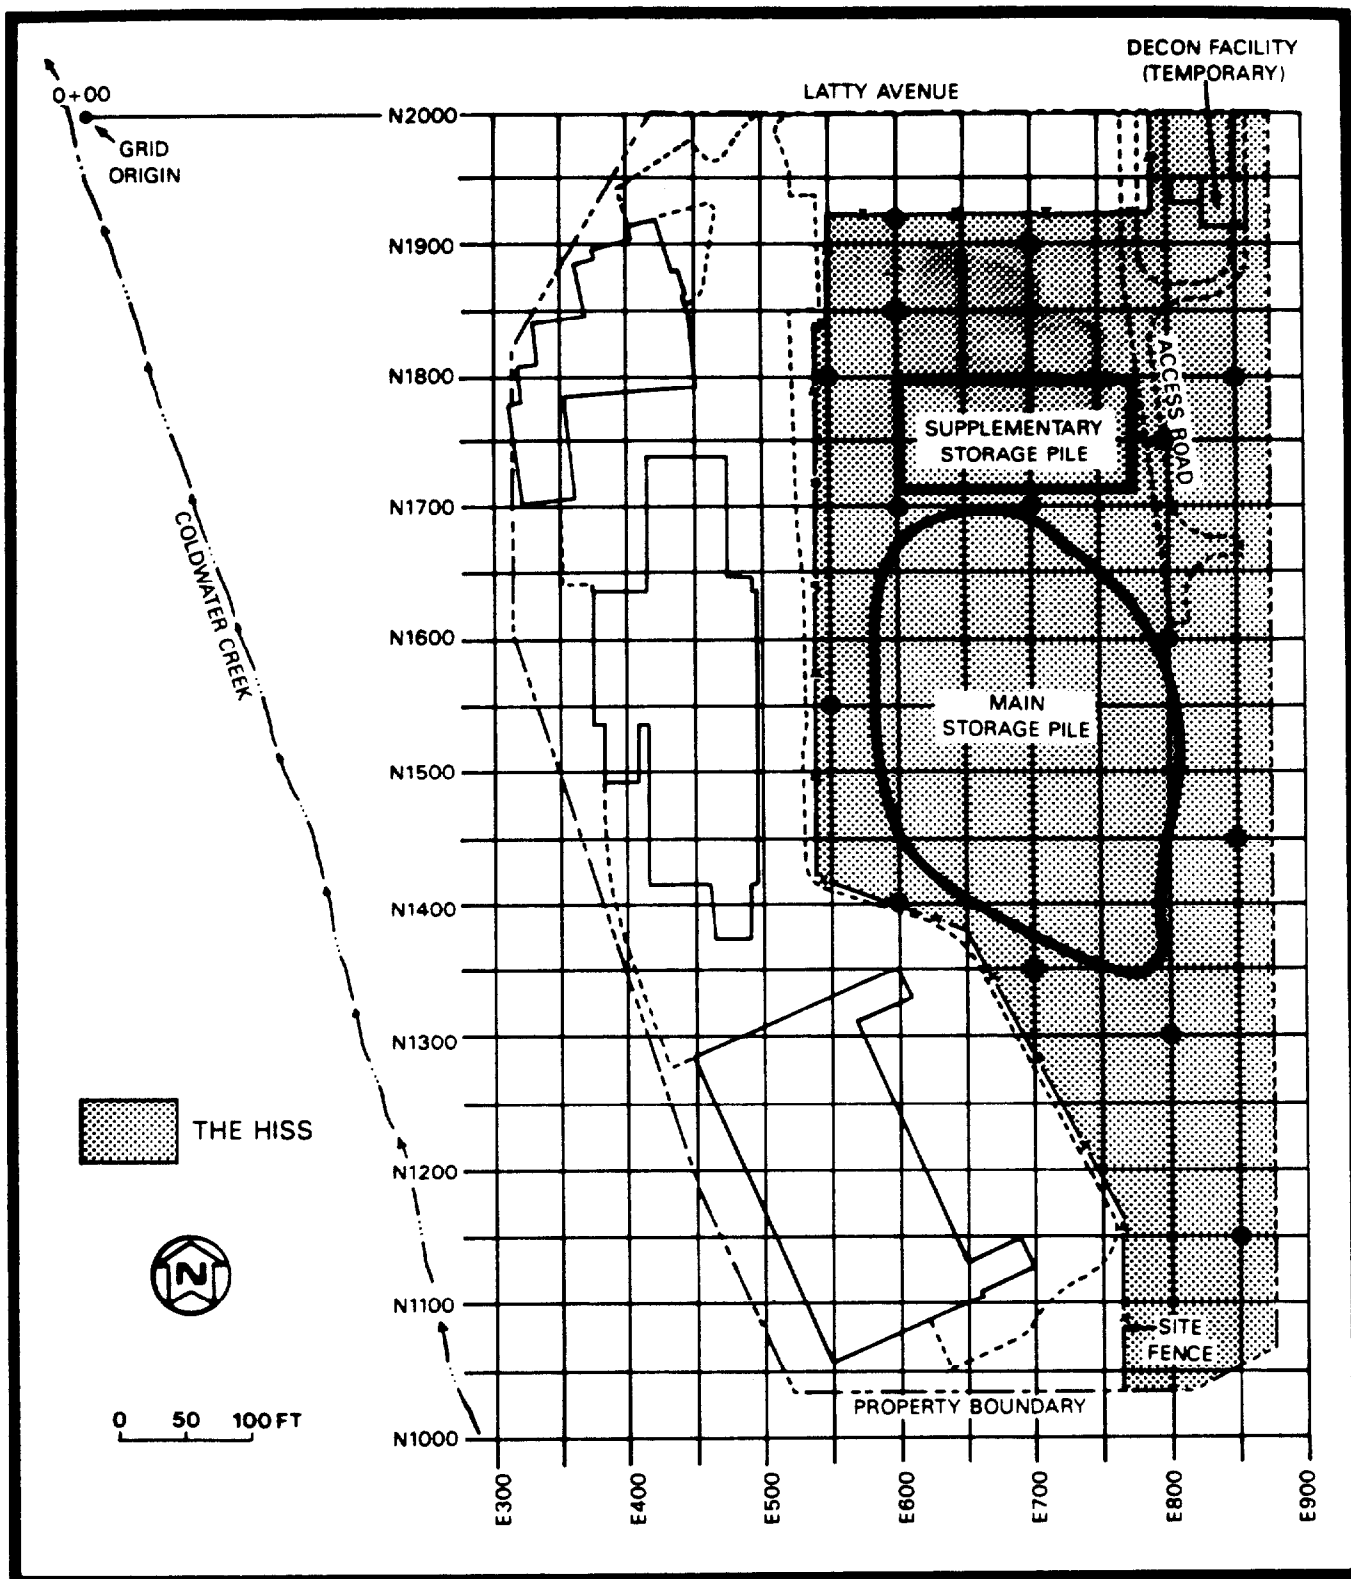 DECON FACILITY
(TEMPORARY)
LATTY AVENUE
0+00
GRID
ORIGIN
N2000
N1900
N1800
N1700
N1600
N1500
N1400
N1300
N1200
N1100
N1000
ACCESS ROAD
SUPPLEMENTARY
STORAGE PILE
COLDWATER CREEK
MAIN
STORAGE PILE
THE HISS
N
SITE
FENCE
PROPERTY BOUNDARY
0 50 100 FT
E300
E400
E500
E600
E700
E800
E900